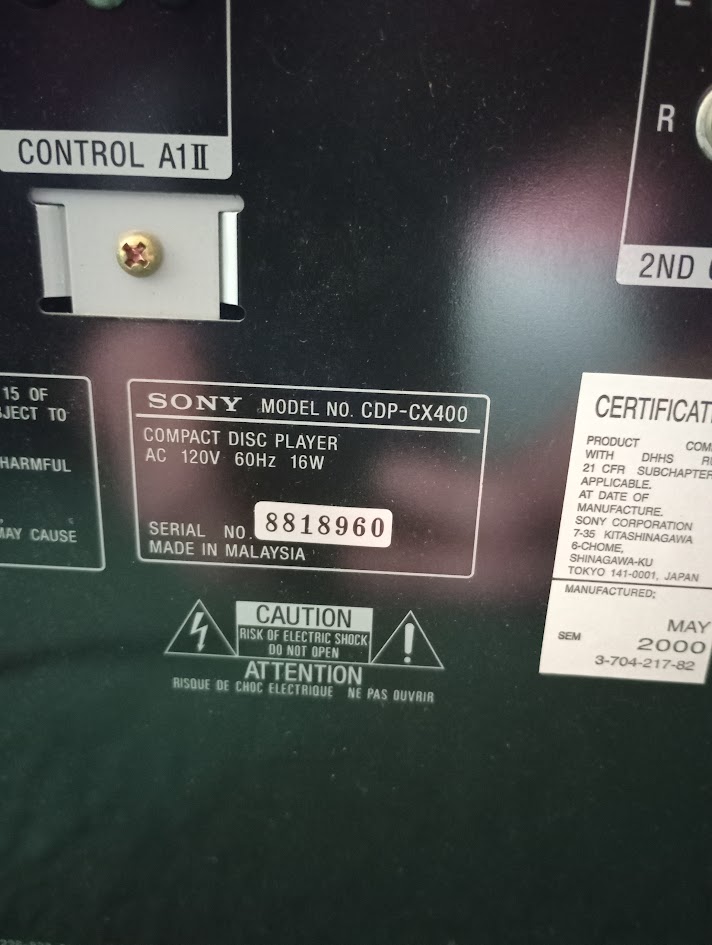 CONTROL A1II
R
2ND
15 OF
JECT TO
HARMFUL
MAY CAUSE
SONY MODEL NO. CDP-CX400
COMPACT DISC PLAYER
AC 120V 60Hz 16W
SERIAL NO. 8818960
MADE IN MALAYSIA
CAUTION
RISK OF ELECTRIC SHOCK
DO NOT OPEN
ATTENTION
RISQUE DE CHOC ELECTRIQUE NE PAS OUVRIR
CERTIFICAT
PRODUCT COM
WITH DHHS RU
21 CFR SUBCHAPTER
APPLICABLE.
AT DATE OF
MANUFACTURE.
SONY CORPORATION
7-35 KITASHINAGAWA
6-CHOME,
SHINAGAWA-KU
TOKYO 141-0001, JAPAN
MANUFACTURED;
MAY
SEM 2000
3-704-217-82